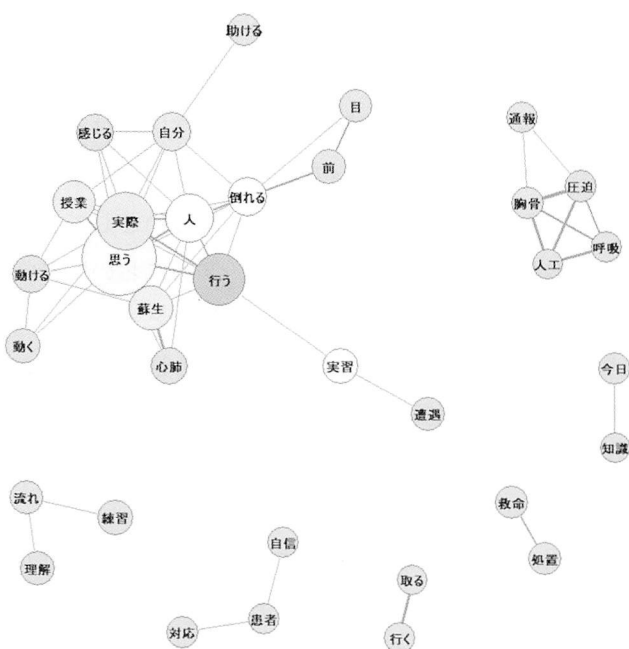 助ける
目
通報
感じる
自分
前
圧迫
授業
人
倒れる
胸骨
実際
呼吸
思う
人工
動ける
行う
蘇生
動く
心肺
実習
今日
遭遇
知識
流れ
救命
練習
自信
処置
理解
取る
患者
対応
行く